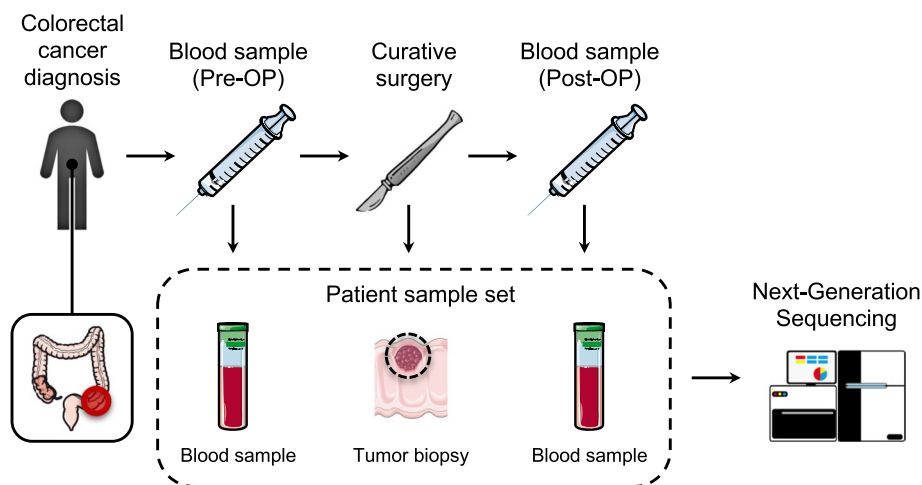 Colorectal
cancer
diagnosis
Blood sample
(Pre-OP)
Curative
surgery
Blood sample
(Post-OP)
Patient sample set
Blood sample
Tumor biopsy
Blood sample
Next-Generation
Sequencing